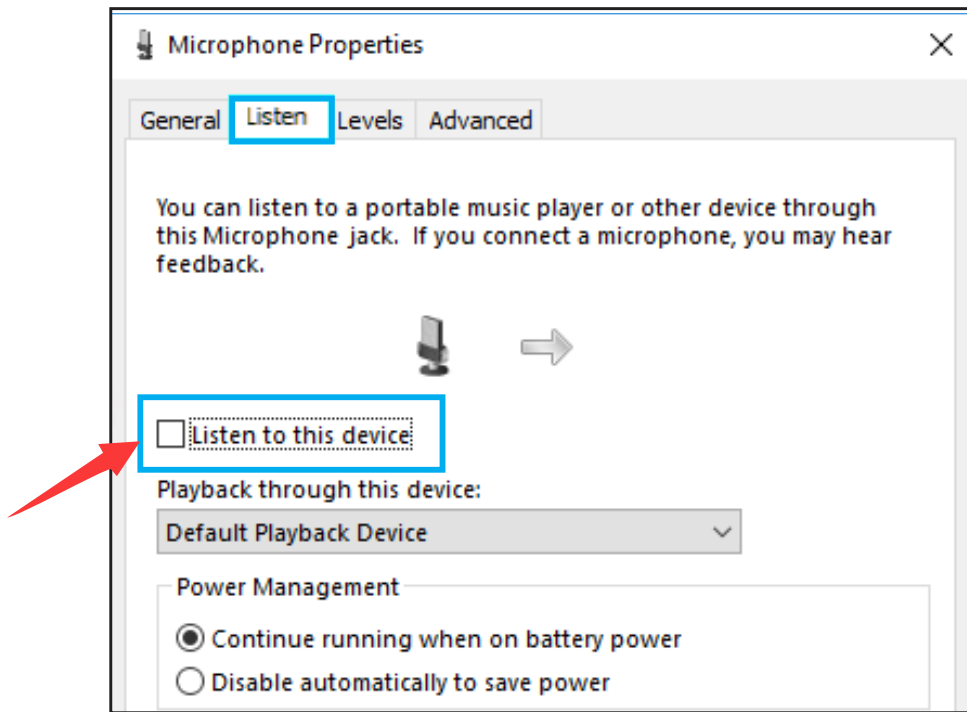 Microphone Properties
General Listen Levels Advanced
You can listen to a portable music player or other device through
this Microphone jack. If you connect a microphone, you may hear
feedback.
Listen to this device
Playback through this device:
Default Playback Device
Power Management
Continue running when on battery power
Disable automatically to save power